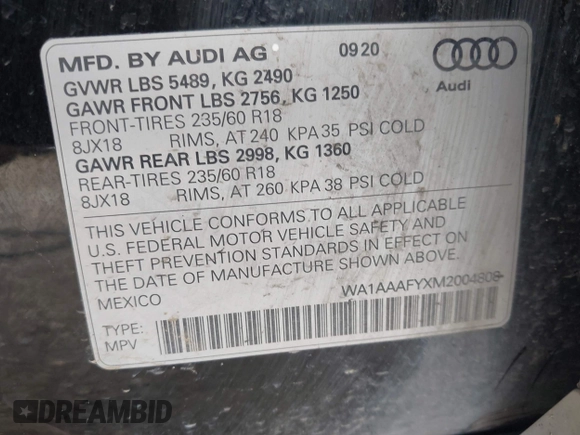 MFD. BY AUDI AG 09 20
GVWR LBS 5489, KG 2490
GAWR FRONT LBS 2756, KG 1250
FRONT-TIRES 235/60 R18
8JX18 RIMS, AT 240 KPA 35 PSI COLD
GAWR REAR LBS 2998, KG 1360
REAR-TIRES 235/60 R18
8JX18 RIMS, AT 260 KPA 38 PSI COLD
Audi
THIS VEHICLE CONFORMS TO ALL APPLICABLE
U.S. FEDERAL MOTOR VEHICLE SAFETY AND
THEFT PREVENTION STANDARDS IN EFFECT ON
THE DATE OF MANUFACTURE SHOWN ABOVE.
MEXICO
WA1AAAFYXM2004808
TYPE:
MPV
DREAMBID